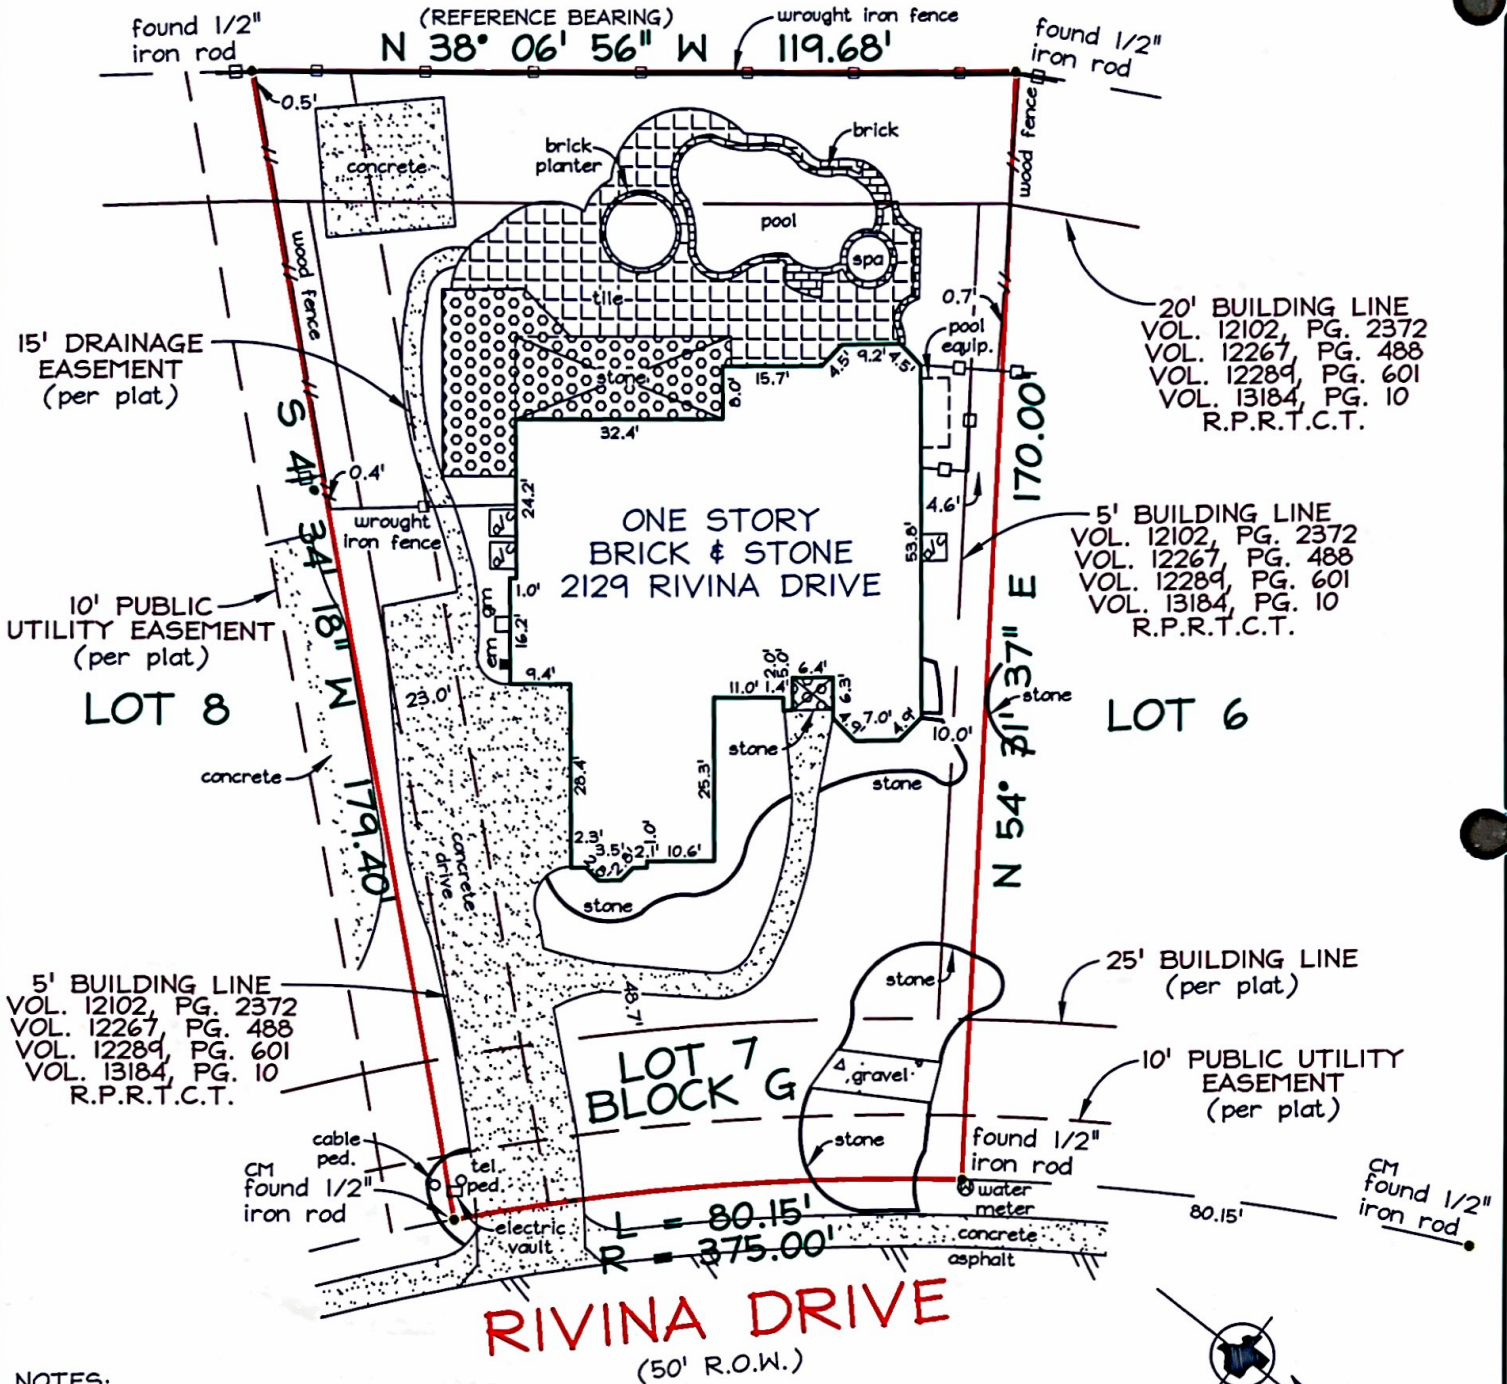 (REFERENCE BEARING)
N 38° 06' 56" W 119.68'
wrought iron fence
found 1/2"
iron rod
found 1/2"
iron rod
0.5'
concrete
brick
planter
brick
pool
spa
tile
wood fence
wood fence
0.7'
pool
equip.
20' BUILDING LINE
VOL. 12102, PG. 2372
VOL. 12267, PG. 488
VOL. 12289, PG. 601
VOL. 13184, PG. 10
R.P.R.T.C.T.
15' DRAINAGE
EASEMENT
(per plat)
stone
15.7'
4.5'
9.2'
4.5'
8.0'
32.4'
S 4° 34' 18" W 179.40'
N 54° 31' 37" E 170.00'
0.4'
wrought
iron fence
24.2'
A/C
A/C
A/C
4.6'
53.8'
ONE STORY
BRICK & STONE
2129 RIVINA DRIVE
5' BUILDING LINE
VOL. 12102, PG. 2372
VOL. 12267, PG. 488
VOL. 12289, PG. 601
VOL. 13184, PG. 10
R.P.R.T.C.T.
10' PUBLIC
UTILITY EASEMENT
(per plat)
1.0'
gm
16.2'
em
9.4'
23.0'
LOT 8
LOT 6
11.0'
1.4'
2.0'
5.0'
6.4'
6.3'
4.9'
7.0'
4.9'
10.0'
stone
stone
stone
concrete
28.4'
25.3'
concrete
drive
2.3'
3.5'
2.8'
2.1'
1.0'
10.6'
stone
48.7'
stone
25' BUILDING LINE
(per plat)
5' BUILDING LINE
VOL. 12102, PG. 2372
VOL. 12267, PG. 488
VOL. 12289, PG. 601
VOL. 13184, PG. 10
R.P.R.T.C.T.
LOT 7
BLOCK G
gravel
10' PUBLIC UTILITY
EASEMENT
(per plat)
stone
cable
ped.
tel.
ped.
CM
found 1/2"
iron rod
electric
vault
found 1/2"
iron rod
water
meter
L = 80.15'
R = 375.00'
concrete
asphalt
80.15'
CM
found 1/2"
iron rod
RIVINA DRIVE
(50' R.O.W.)
NOTES: